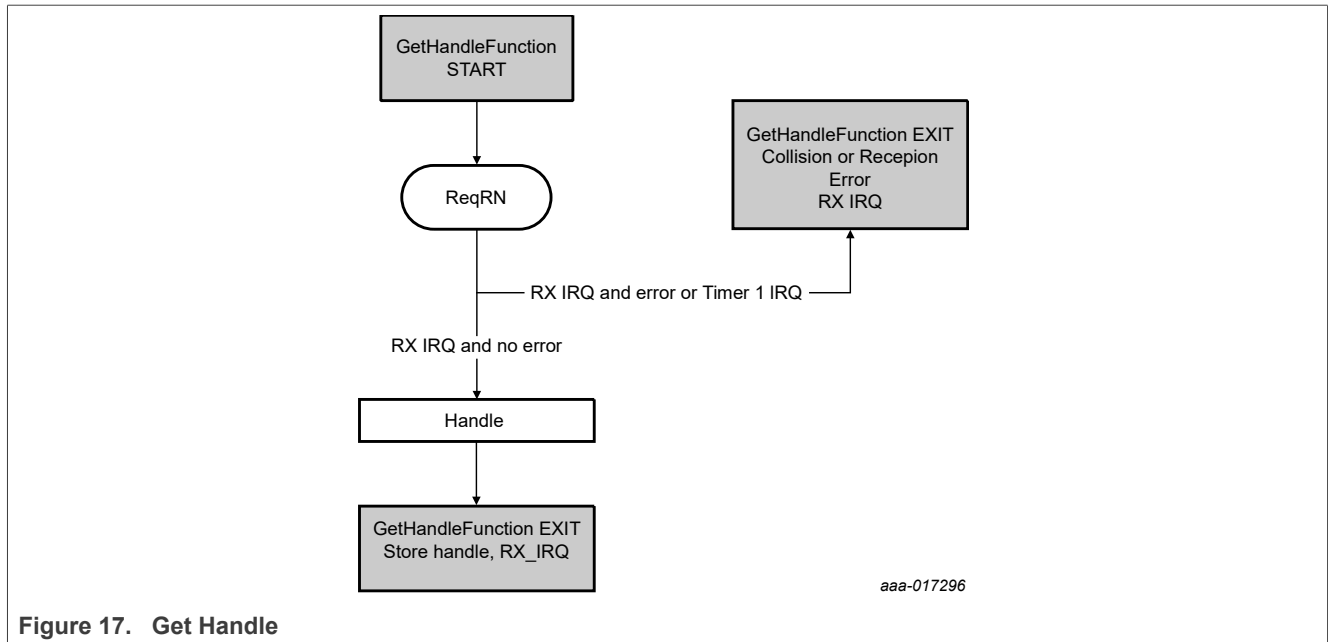 GetHandleFunction
START
GetHandleFunction EXIT
Collision or Recepion
Error
RX IRQ
ReqRN
RX IRQ and error or Timer 1 IRQ
RX IRQ and no error
Handle
GetHandleFunction EXIT
Store handle, RX_IRQ
aaa-017296
Figure 17. Get Handle